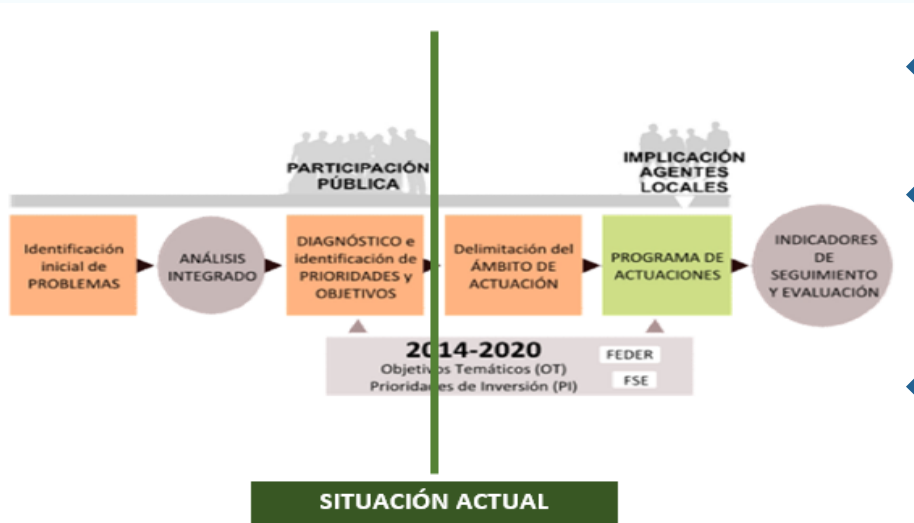 PARTICIPACIÓN
PÚBLICA
IMPLICACIÓN
AGENTES
LOCALES
Identificación
inicial de
PROBLEMAS
ANÁLISIS
INTEGRADO
DIAGNÓSTICO e
identificación de
PRIORIDADES y
OBJETIVOS
Delimitación del
ÁMBITO DE
ACTUACIÓN
PROGRAMA DE
ACTUACIONES
INDICADORES
DE
SEGUIMIENTO
Y EVALUACIÓN
2014-2020
Objetivos Temáticos (OT)
Prioridades de Inversión (PI)
FEDER
FSE
SITUACIÓN ACTUAL